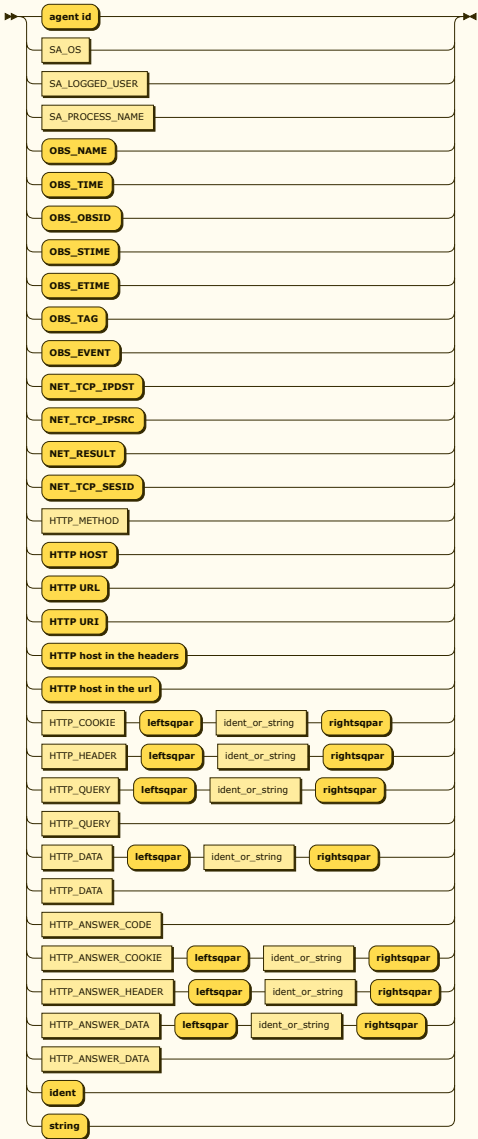 agent id
SA_OS
SA_LOGGED_USER
SA_PROCESS_NAME
OBS_NAME
OBS_TIME
OBS_OBSID
OBS_STIME
OBS_ETIME
OBS_TAG
OBS_EVENT
NET_TCP_IPDST
NET_TCP_IPSRC
NET_RESULT
NET_TCP_SESID
HTTP_METHOD
HTTP HOST
HTTP URL
HTTP URI
HTTP host in the headers
HTTP host in the url
HTTP_COOKIE leftsqpar ident_or_string rightsqpar
HTTP_HEADER leftsqpar ident_or_string rightsqpar
HTTP_QUERY leftsqpar ident_or_string rightsqpar
HTTP_QUERY
HTTP_DATA leftsqpar ident_or_string rightsqpar
HTTP_DATA
HTTP_ANSWER_CODE
HTTP_ANSWER_COOKIE leftsqpar ident_or_string rightsqpar
HTTP_ANSWER_HEADER leftsqpar ident_or_string rightsqpar
HTTP_ANSWER_DATA leftsqpar ident_or_string rightsqpar
HTTP_ANSWER_DATA
ident
string